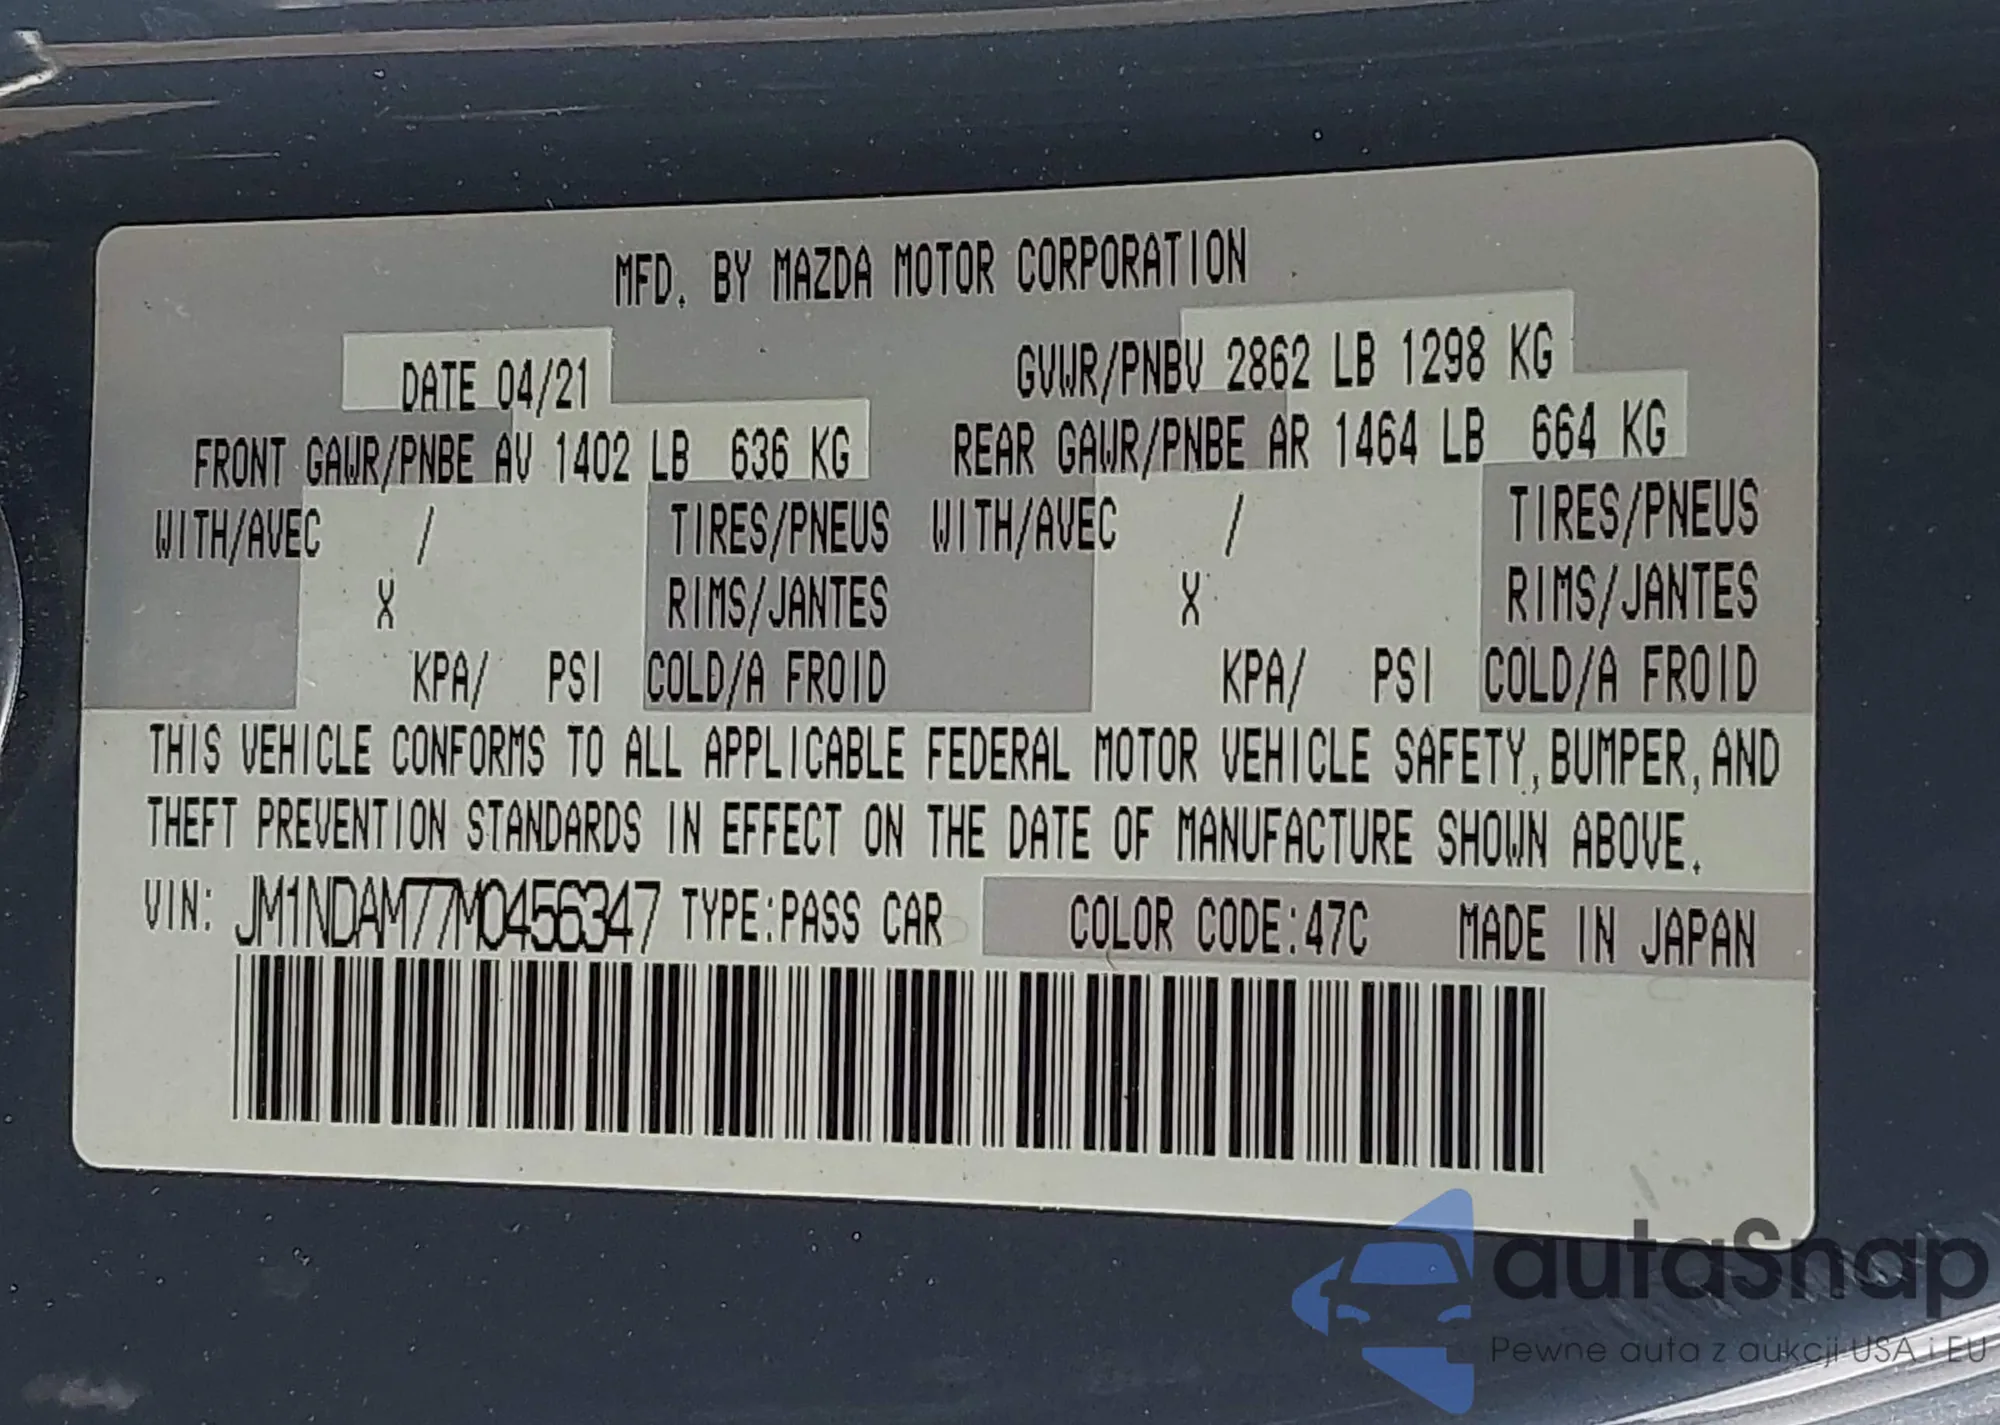 MFD. BY MAZDA MOTOR CORPORATION
DATE 04/21 GVWR/PNBV 2862 LB 1298 KG
FRONT GAWR/PNBE AV 1402 LB 636 KG REAR GAWR/PNBE AR 1464 LB 664 KG
WITH/AVEC / TIRES/PNEUS WITH/AVEC / TIRES/PNEUS
X RIMS/JANTES X RIMS/JANTES
KPA/ PSI COLD/A FROID KPA/ PSI COLD/A FROID
THIS VEHICLE CONFORMS TO ALL APPLICABLE FEDERAL MOTOR VEHICLE SAFETY, BUMPER, AND
THEFT PREVENTION STANDARDS IN EFFECT ON THE DATE OF MANUFACTURE SHOWN ABOVE.
VIN: JM1NDAM77M0456347 TYPE:PASS CAR COLOR CODE:47C MADE IN JAPAN
autaSnap
Pewne auta z aukcji USA i EU